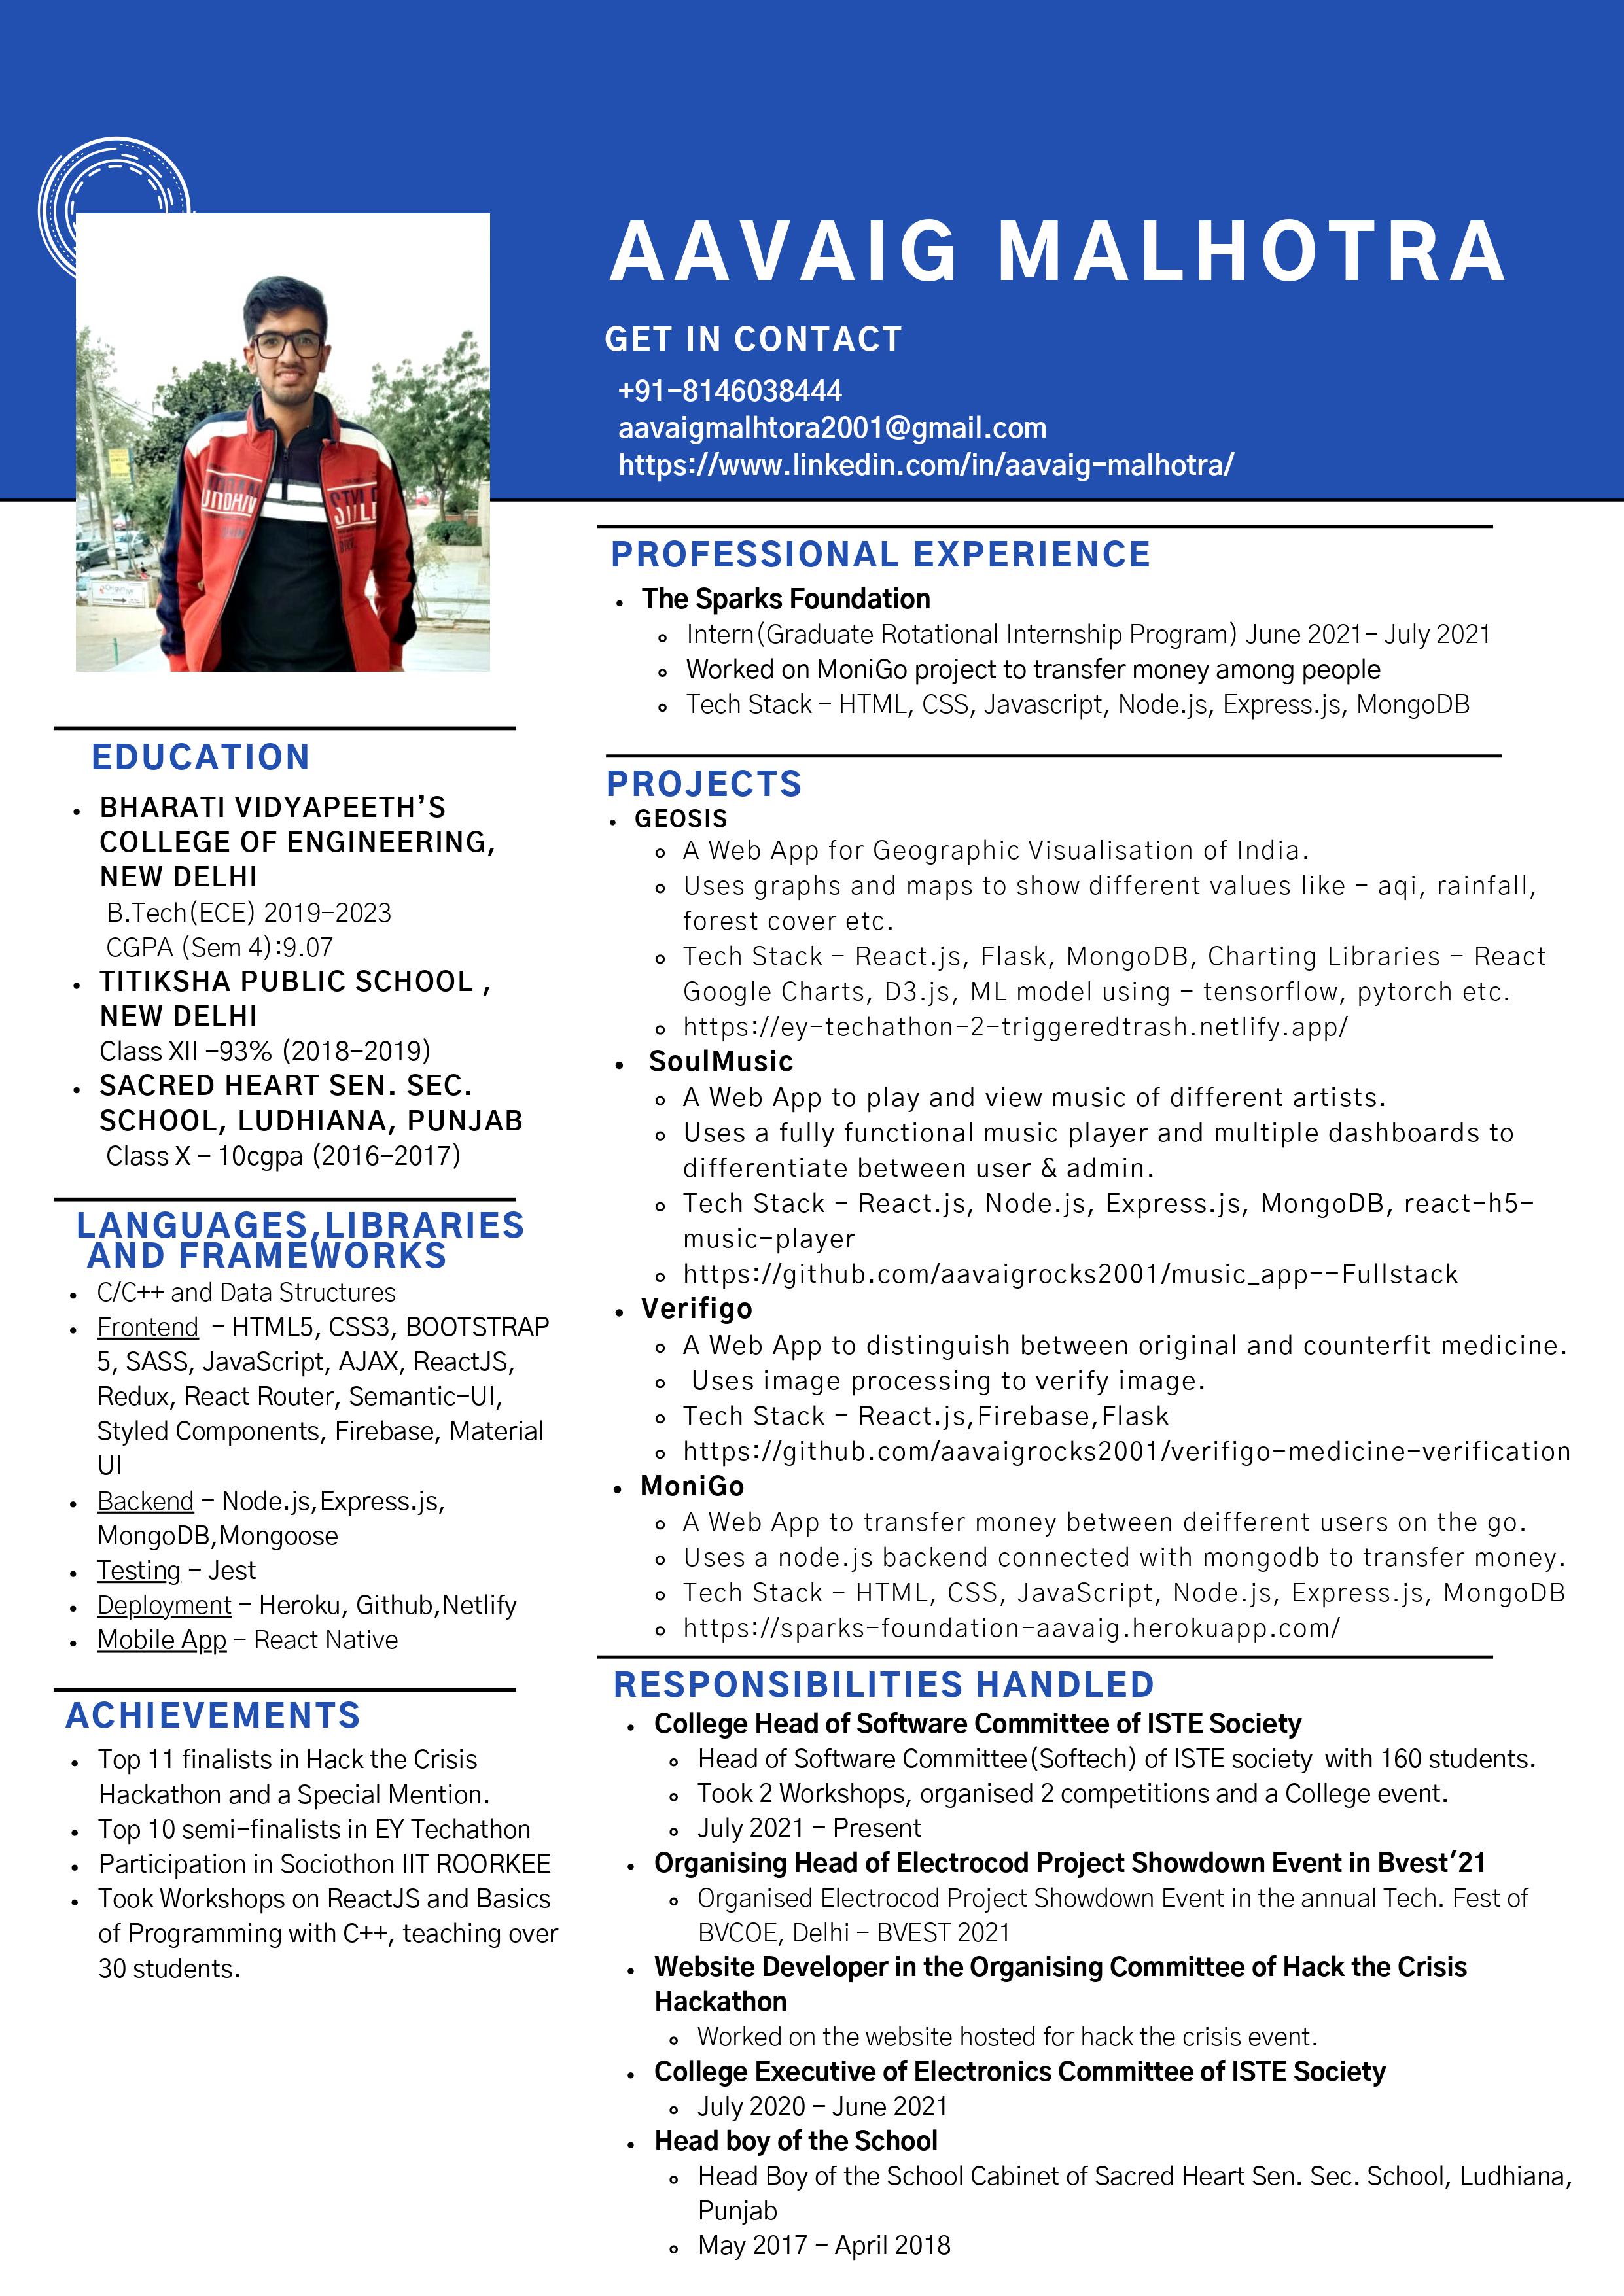 AAVAIG MALHOTRA
GET IN CONTACT
+91-8146038444
aavaigmalhtora2001@gmail.com
https://www.linkedin.com/in/aavaig-malhotra/
STYLE
EDUCATION
• BHARATI VIDYAPEETH’S
COLLEGE OF ENGINEERING,
NEW DELHI
B.Tech(ECE) 2019-2023
CGPA (Sem 4):9.07
• TITIKSHA PUBLIC SCHOOL ,
NEW DELHI
Class XII -93% (2018-2019)
• SACRED HEART SEN. SEC.
SCHOOL, LUDHIANA, PUNJAB
Class X - 10cgpa (2016-2017)
LANGUAGES,LIBRARIES
AND FRAMEWORKS
• C/C++ and Data Structures
• Frontend - HTML5, CSS3, BOOTSTRAP
5, SASS, JavaScript, AJAX, ReactJS,
Redux, React Router, Semantic-UI,
Styled Components, Firebase, Material
UI
• Backend - Node.js,Express.js,
MongoDB,Mongoose
• Testing - Jest
• Deployment - Heroku, Github,Netlify
• Mobile App - React Native
ACHIEVEMENTS
• Top 11 finalists in Hack the Crisis
Hackathon and a Special Mention.
• Top 10 semi-finalists in EY Techathon
• Participation in Sociothon IIT ROORKEE
• Took Workshops on ReactJS and Basics
of Programming with C++, teaching over
30 students.
PROFESSIONAL EXPERIENCE
• The Sparks Foundation
Intern(Graduate Rotational Internship Program) June 2021- July 2021
Worked on MoniGo project to transfer money among people
Tech Stack - HTML, CSS, Javascript, Node.js, Express.js, MongoDB
PROJECTS
• GEOSIS
A Web App for Geographic Visualisation of India.
Uses graphs and maps to show different values like - aqi, rainfall,
forest cover etc.
Tech Stack - React.js, Flask, MongoDB, Charting Libraries - React
Google Charts, D3.js, ML model using - tensorflow, pytorch etc.
https://ey-techathon-2-triggeredtrash.netlify.app/
• SoulMusic
A Web App to play and view music of different artists.
Uses a fully functional music player and multiple dashboards to
differentiate between user & admin.
Tech Stack - React.js, Node.js, Express.js, MongoDB, react-h5-
music-player
https://github.com/aavaigrocks2001/music_app--Fullstack
• Verifigo
A Web App to distinguish between original and counterfit medicine.
Uses image processing to verify image.
Tech Stack - React.js,Firebase,Flask
https://github.com/aavaigrocks2001/verifigo-medicine-verification
• MoniGo
A Web App to transfer money between deifferent users on the go.
Uses a node.js backend connected with mongodb to transfer money.
Tech Stack - HTML, CSS, JavaScript, Node.js, Express.js, MongoDB
https://sparks-foundation-aavaig.herokuapp.com/
RESPONSIBILITIES HANDLED
• College Head of Software Committee of ISTE Society
Head of Software Committee(Softech) of ISTE society with 160 students.
Took 2 Workshops, organised 2 competitions and a College event.
July 2021 - Present
• Organising Head of Electrocod Project Showdown Event in Bvest’21
Organised Electrocod Project Showdown Event in the annual Tech. Fest of
BVCOE, Delhi - BVEST 2021
• Website Developer in the Organising Committee of Hack the Crisis
Hackathon
Worked on the website hosted for hack the crisis event.
• College Executive of Electronics Committee of ISTE Society
July 2020 - June 2021
• Head boy of the School
Head Boy of the School Cabinet of Sacred Heart Sen. Sec. School, Ludhiana,
Punjab
May 2017 - April 2018